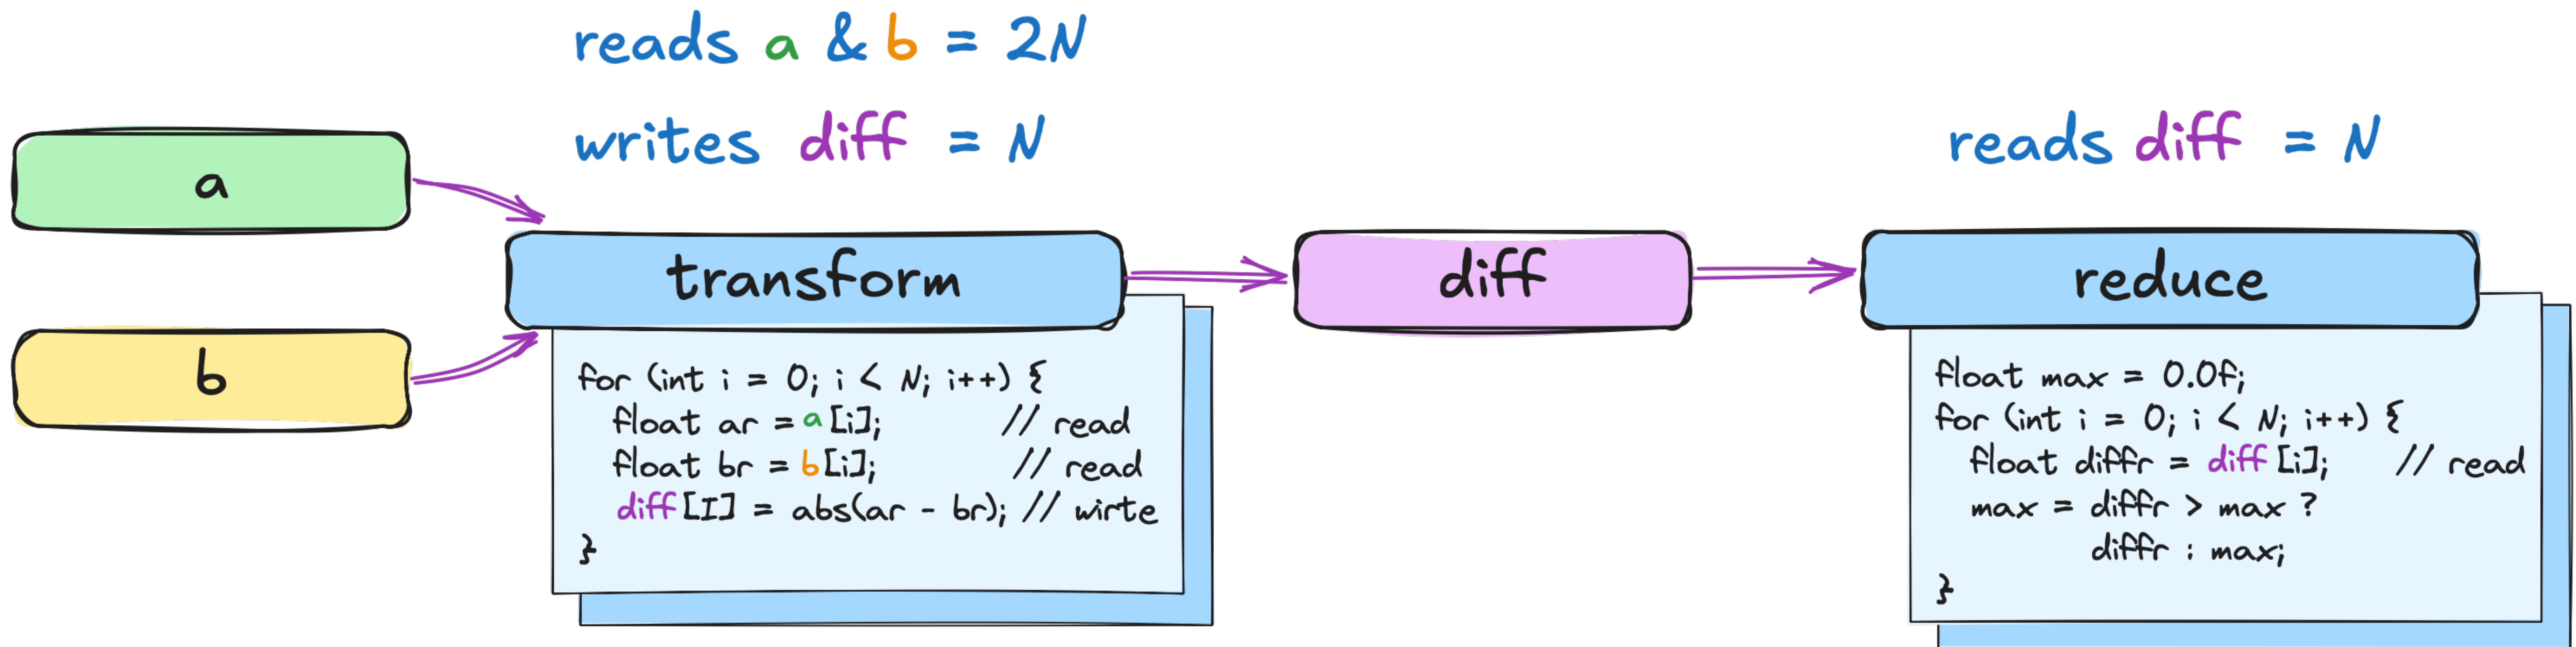 reads a & b = 2N
writes diff = N
reads diff = N
a
b
transform
diff
reduce
for (int i = 0; i < N; i++) {
float ar = a[i]; // read
float br = b[i]; // read
diff[I] = abs(ar - br); // wirte
}
float max = 0.0f;
for (int i = 0; i < N; i++) {
float diffr = diff[i]; // read
max = diffr > max ?
diffr : max;
}